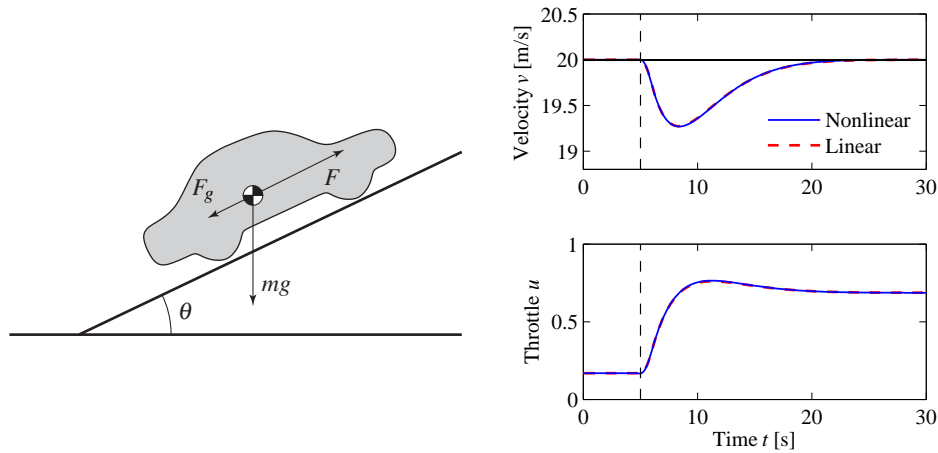 F_g
F
mg
θ
20.5
20
19.5
19
Velocity v [m/s]
Nonlinear
Linear
0
10
20
30
1
0.5
0
Throttle u
0
10
20
30
Time t [s]